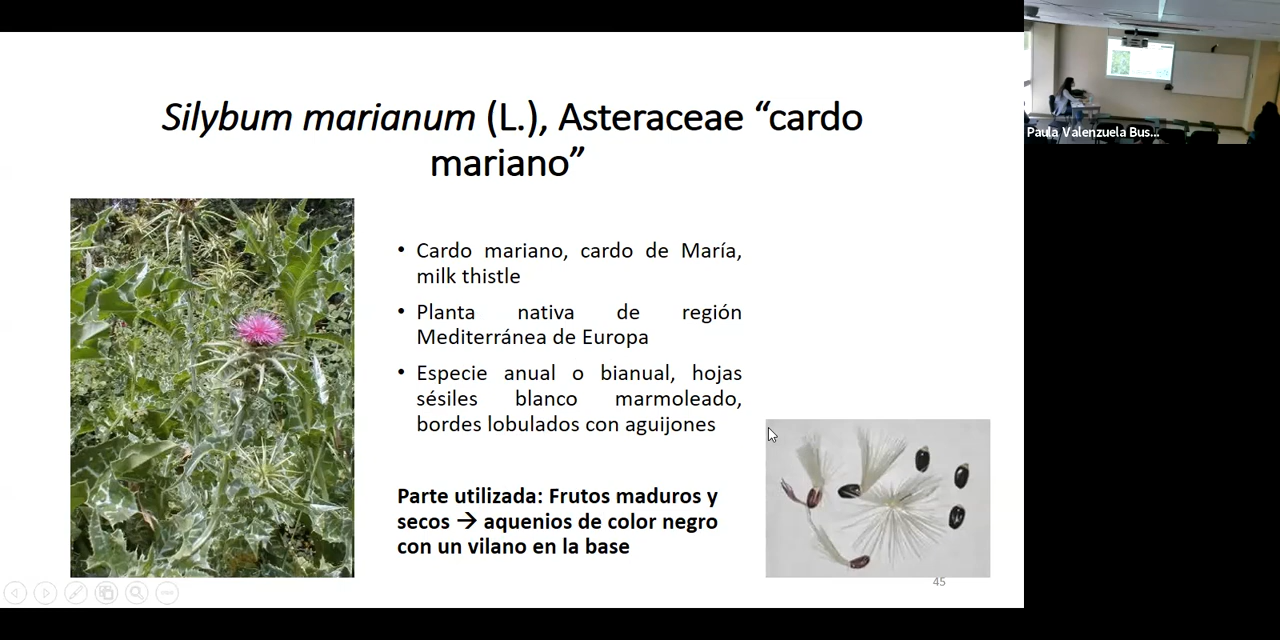 Silybum marianum (L.), Asteraceae “cardo
mariano”
• Cardo mariano, cardo de María,
milk thistle
• Planta nativa de región
Mediterránea de Europa
• Especie anual o bianual, hojas
sésiles blanco marmoleado,
bordes lobulados con aguijones
Parte utilizada: Frutos maduros y
secos → aquenios de color negro
con un vilano en la base
45
Paula Valenzuela Bus...